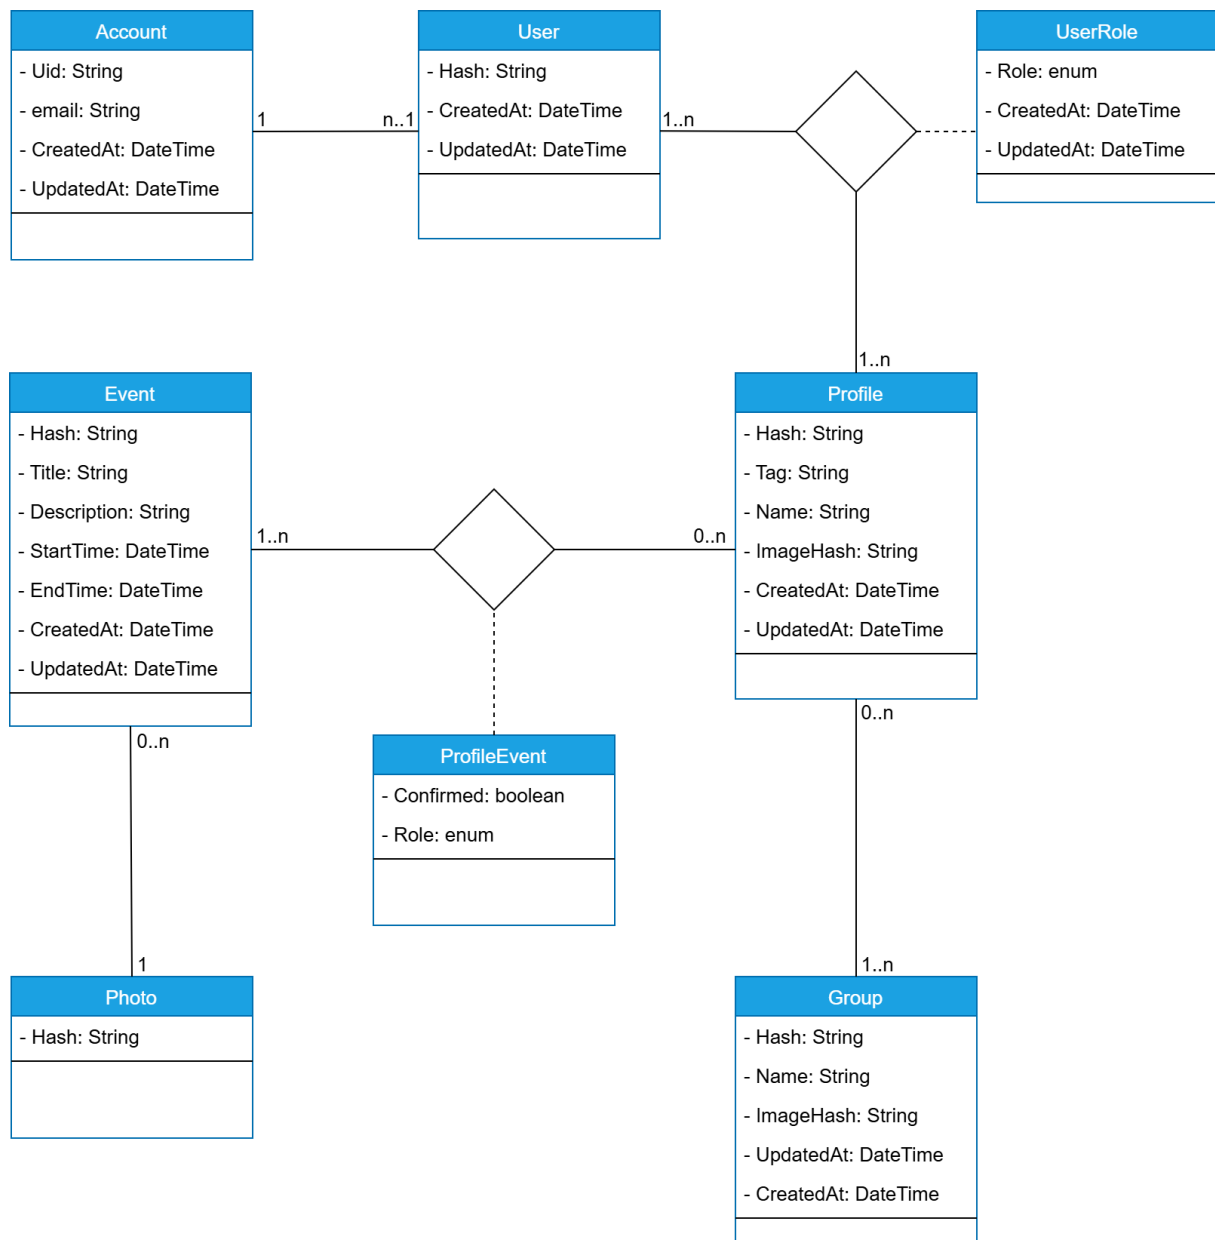 Account
- Uid: String
- email: String
- CreatedAt: DateTime
- UpdatedAt: DateTime
1
n..1
User
- Hash: String
- CreatedAt: DateTime
- UpdatedAt: DateTime
1..n
UserRole
- Role: enum
- CreatedAt: DateTime
- UpdatedAt: DateTime
1..n
Event
- Hash: String
- Title: String
- Description: String
- StartTime: DateTime
- EndTime: DateTime
- CreatedAt: DateTime
- UpdatedAt: DateTime
1..n
0..n
Profile
- Hash: String
- Tag: String
- Name: String
- ImageHash: String
- CreatedAt: DateTime
- UpdatedAt: DateTime
0..n
0..n
ProfileEvent
- Confirmed: boolean
- Role: enum
1
Photo
- Hash: String
1..n
Group
- Hash: String
- Name: String
- ImageHash: String
- UpdatedAt: DateTime
- CreatedAt: DateTime